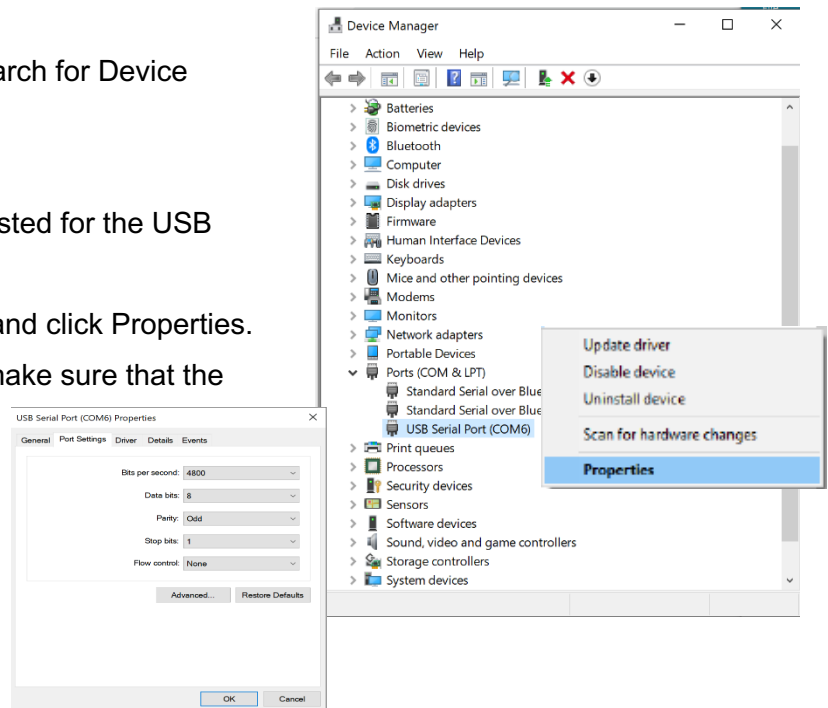 arch for Device
sted for the USB
and click Properties.
make sure that the
Device Manager
File Action View Help
Batteries
Biometric devices
Bluetooth
Computer
Disk drives
Display adapters
Firmware
Human Interface Devices
Keyboards
Mice and other pointing devices
Modems
Monitors
Network adapters
Portable Devices
Ports (COM & LPT)
Standard Serial over Blue
Standard Serial over Blue
USB Serial Port (COM6)
Print queues
Processors
Security devices
Sensors
Software devices
Sound, video and game controllers
Storage controllers
System devices
Update driver
Disable device
Uninstall device
Scan for hardware changes
Properties
USB Serial Port (COM6) Properties
General Port Settings Driver Details Events
Bits per second: 4800
Data bits: 8
Parity: Odd
Stop bits: 1
Flow control: None
Advanced... Restore Defaults
OK Cancel